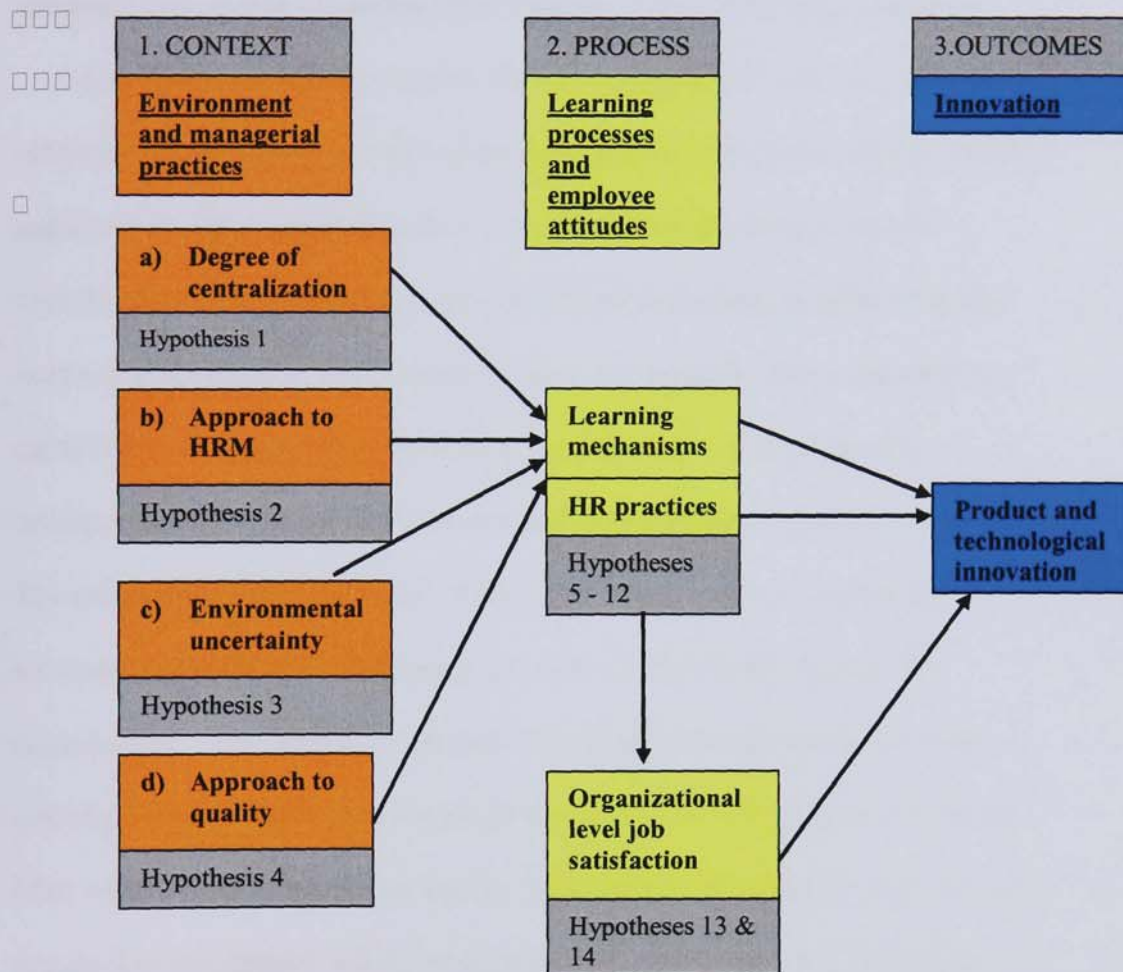 1. CONTEXT
Environment
and managerial
practices
a) Degree of
centralization
Hypothesis 1
b) Approach to
HRM
Hypothesis 2
c) Environmental
uncertainty
Hypothesis 3
d) Approach to
quality
Hypothesis 4
2. PROCESS
Learning
processes
and
employee
attitudes
Learning
mechanisms
HR practices
Hypotheses
5 - 12
Organizational
level job
satisfaction
Hypotheses 13 &
14
3.OUTCOMES
Innovation
Product and
technological
innovation